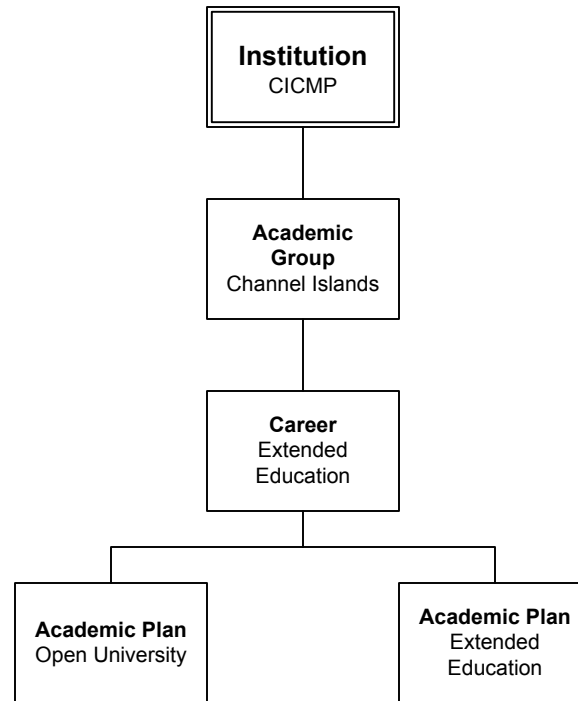 Institution
CICMP
Academic
Group
Channel Islands
Career
Extended
Education
Academic Plan
Open University
Academic Plan
Extended
Education